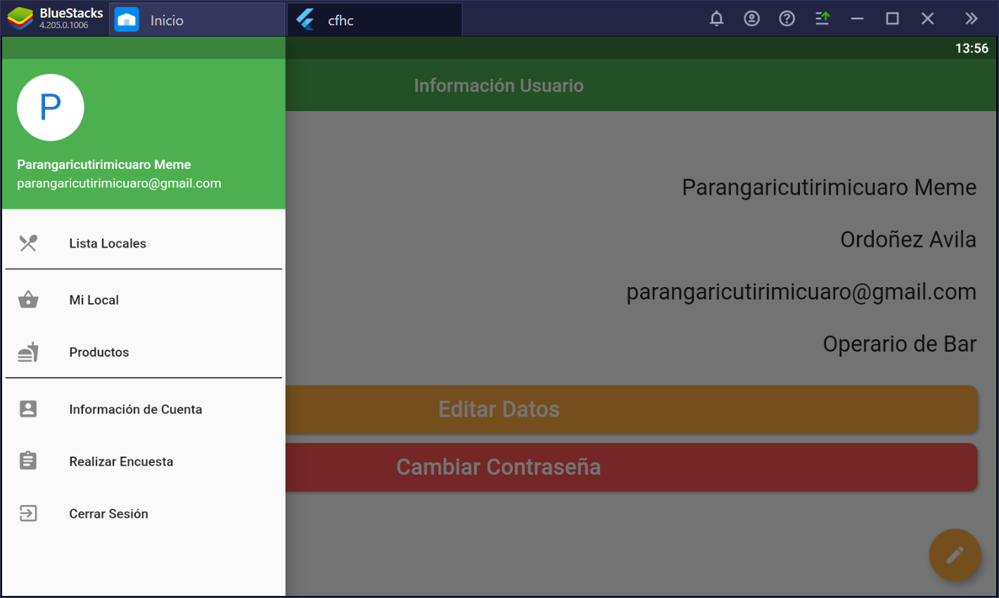 BlueStacks
4.205.0.1006
Inicio
cfhc
13:56
Información Usuario
P
Parangaricutirimicuaro Meme
parangaricutirimicuaro@gmail.com
Lista Locales
Mi Local
Productos
Información de Cuenta
Realizar Encuesta
Cerrar Sesión
Parangaricutirimicuaro Meme
Ordoñez Avila
parangaricutirimicuaro@gmail.com
Operario de Bar
Editar Datos
Cambiar Contraseña